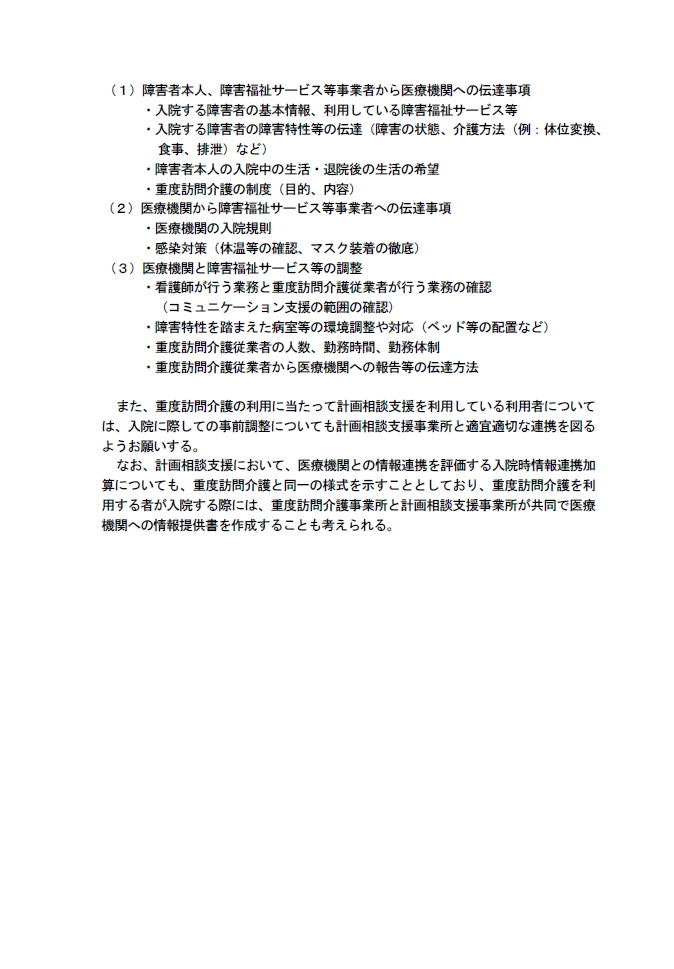 （１）障害者本人、障害福祉サービス等事業者から医療機関への伝達事項
・入院する障害者の基本情報、利用している障害福祉サービス等
・入院する障害者の障害特性等の伝達（障害の状態、介護方法（例：体位変換、
食事、排泄）など）
・障害者本人の入院中の生活・退院後の生活の希望
・重度訪問介護の制度（目的、内容）
（２）医療機関から障害福祉サービス等事業者への伝達事項
・医療機関の入院規則
・感染対策（体温等の確認、マスク装着の徹底）
（３）医療機関と障害福祉サービス等の調整
・看護師が行う業務と重度訪問介護従業者が行う業務の確認
（コミュニケーション支援の範囲の確認）
・障害特性を踏まえた病室等の環境調整や対応（ベッド等の配置など）
・重度訪問介護従業者の人数、勤務時間、勤務体制
・重度訪問介護従業者から医療機関への報告等の伝達方法
また、重度訪問介護の利用に当たって計画相談支援を利用している利用者について
は、入院に際しての事前調整についても計画相談支援事業所と適宜適切な連携を図る
ようお願いする。
なお、計画相談支援において、医療機関との情報連携を評価する入院時情報連携加
算についても、重度訪問介護と同一の様式を示すこととしており、重度訪問介護を利
用する者が入院する際には、重度訪問介護事業所と計画相談支援事業所が共同で医療
機関への情報提供書を作成することも考えられる。